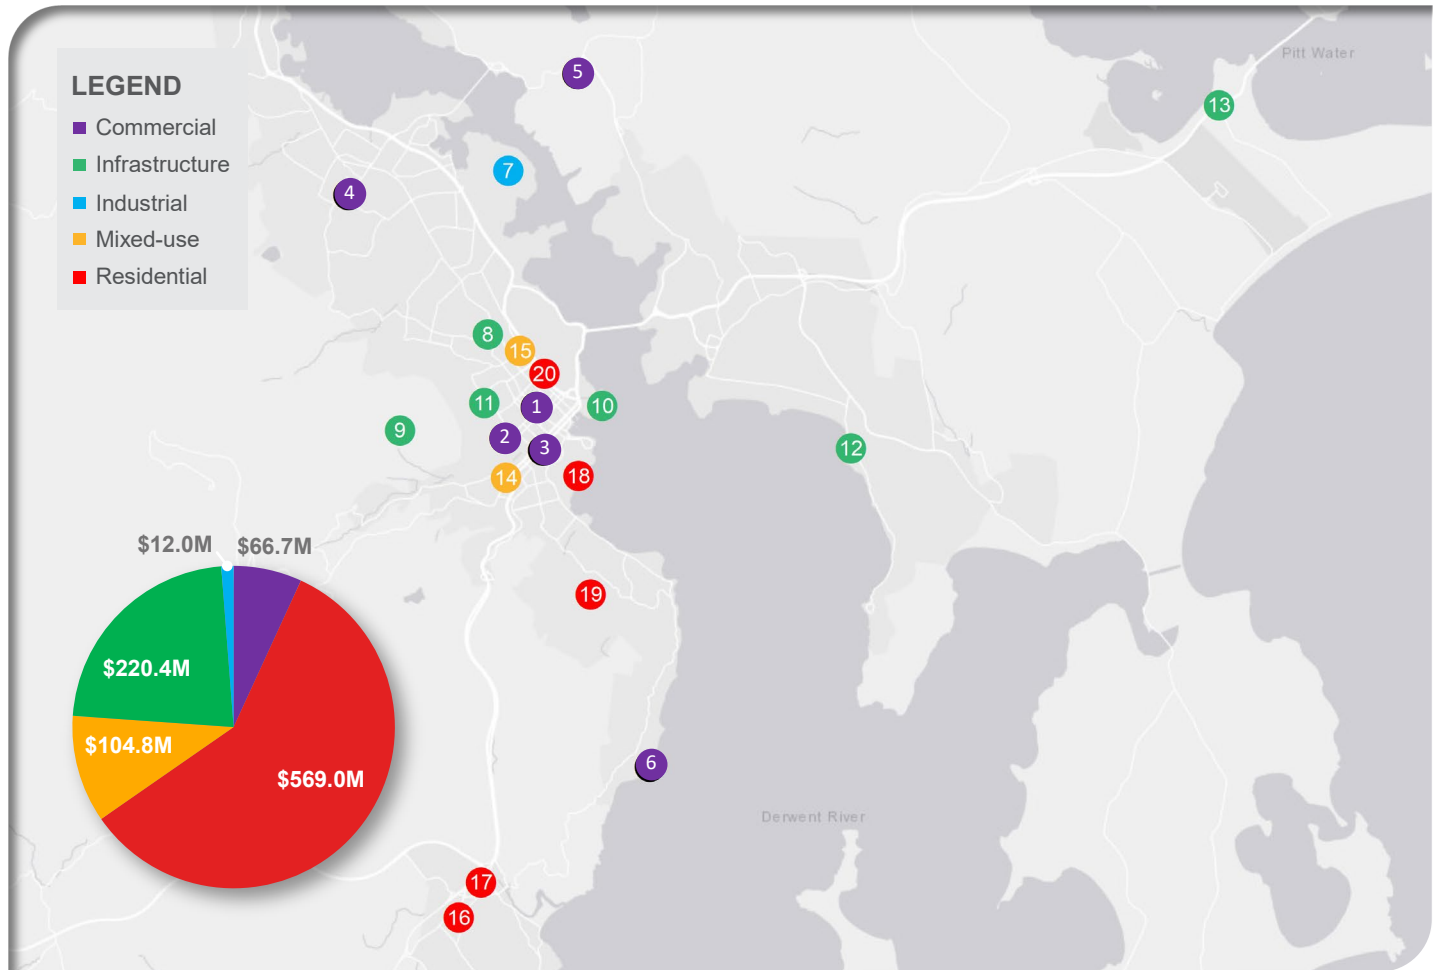 Pitt Water
LEGEND
Commercial
Infrastructure
Industrial
Mixed-use
Residential
5
13
7
4
8
15
20
11
1
10
9
2
3
12
14
18
$12.0M
$66.7M
19
$220.4M
$104.8M
$569.0M
6
Derwent River
17
16